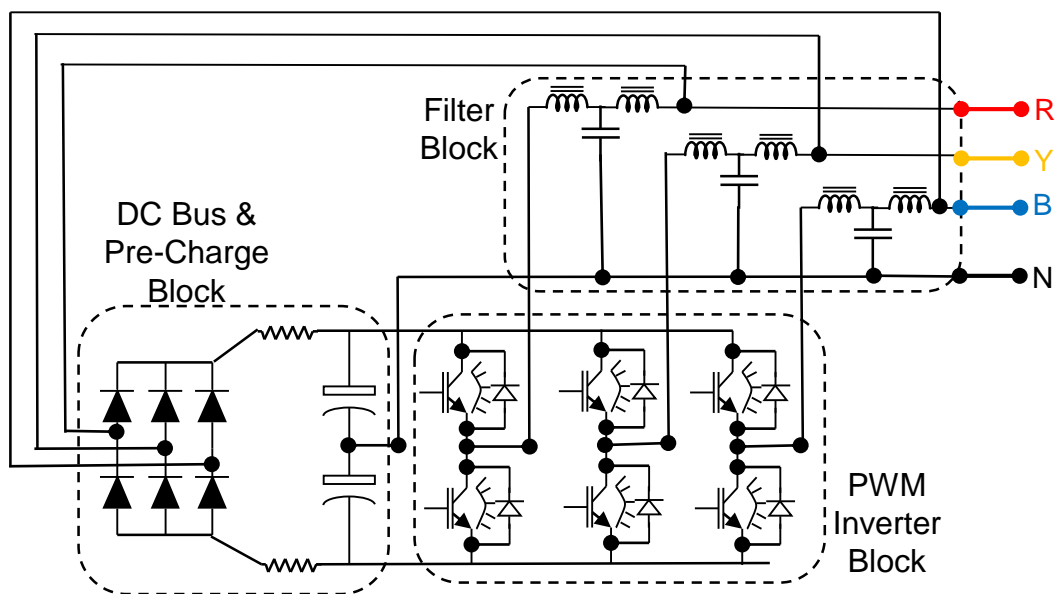 Filter
Block
R
Y
B
N
DC Bus &
Pre-Charge
Block
PWM
Inverter
Block